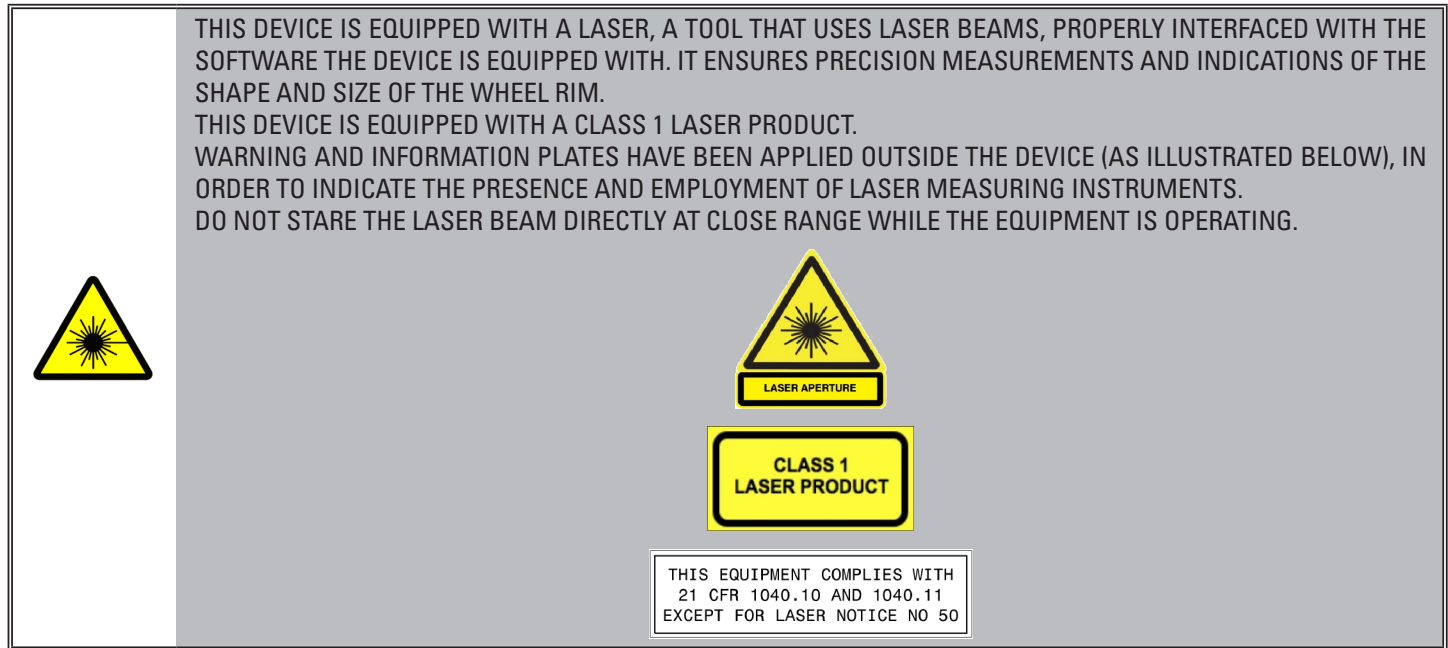 THIS DEVICE IS EQUIPPED WITH A LASER, A TOOL THAT USES LASER BEAMS, PROPERLY INTERFACED WITH THE
SOFTWARE THE DEVICE IS EQUIPPED WITH. IT ENSURES PRECISION MEASUREMENTS AND INDICATIONS OF THE
SHAPE AND SIZE OF THE WHEEL RIM.
THIS DEVICE IS EQUIPPED WITH A CLASS 1 LASER PRODUCT.
WARNING AND INFORMATION PLATES HAVE BEEN APPLIED OUTSIDE THE DEVICE (AS ILLUSTRATED BELOW), IN
ORDER TO INDICATE THE PRESENCE AND EMPLOYMENT OF LASER MEASURING INSTRUMENTS.
DO NOT STARE THE LASER BEAM DIRECTLY AT CLOSE RANGE WHILE THE EQUIPMENT IS OPERATING.
LASER APERTURE
CLASS 1
LASER PRODUCT
THIS EQUIPMENT COMPLIES WITH
21 CFR 1040.10 AND 1040.11
EXCEPT FOR LASER NOTICE NO 50